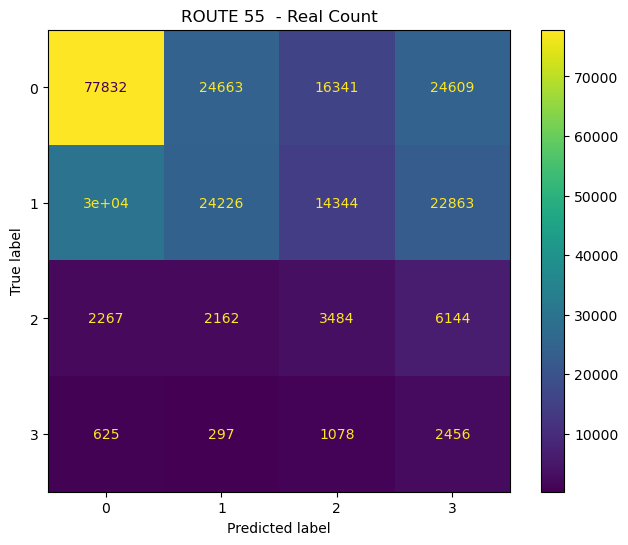 ROUTE 55  - Real Count
0 77832 24663 16341 24609
1 3e+04 24226 14344 22863
2 2267 2162 3484 6144
3 625 297 1078 2456
0 1 2 3
Predicted label
True label
70000
60000
50000
40000
30000
20000
10000